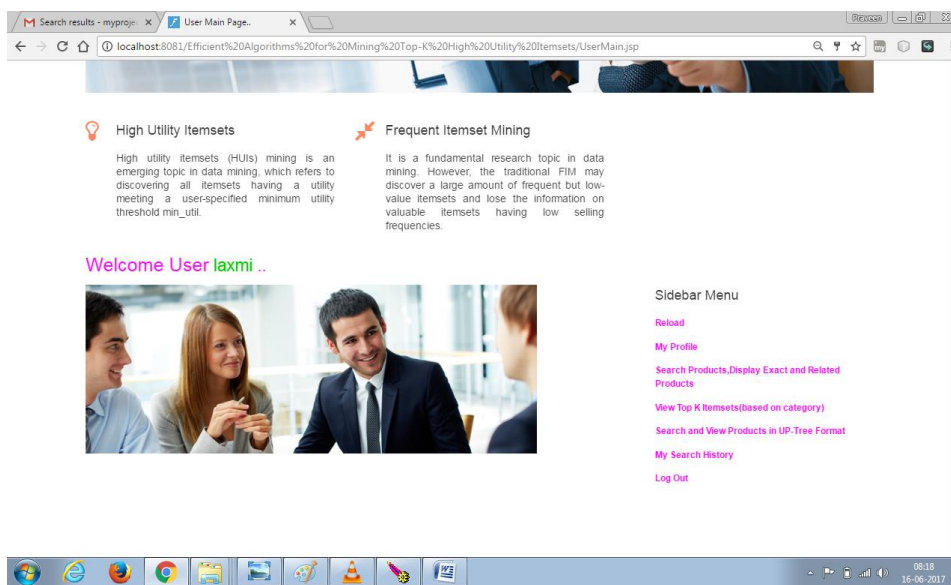 Search results - myproje
User Main Page..
Praveen
localhost:8081/Efficient%20Algorithms%20for%20Mining%20Top-K%20High%20Utility%20Itemsets/UserMain.jsp
my
High Utility Itemsets
High utility itemsets (HUIs) mining is an
emerging topic in data mining, which refers to
discovering all itemsets having a utility
meeting a user-specified minimum utility
threshold min_util.
Frequent Itemset Mining
It is a fundamental research topic in data
mining. However, the traditional FIM may
discover a large amount of frequent but low-
value itemsets and lose the information on
valuable itemsets having low selling
frequencies.
Welcome User laxmi ..
Sidebar Menu
Reload
My Profile
Search Products,Display Exact and Related
Products
View Top K Itemsets(based on category)
Search and View Products in UP-Tree Format
My Search History
Log Out
08:18
16-06-2017